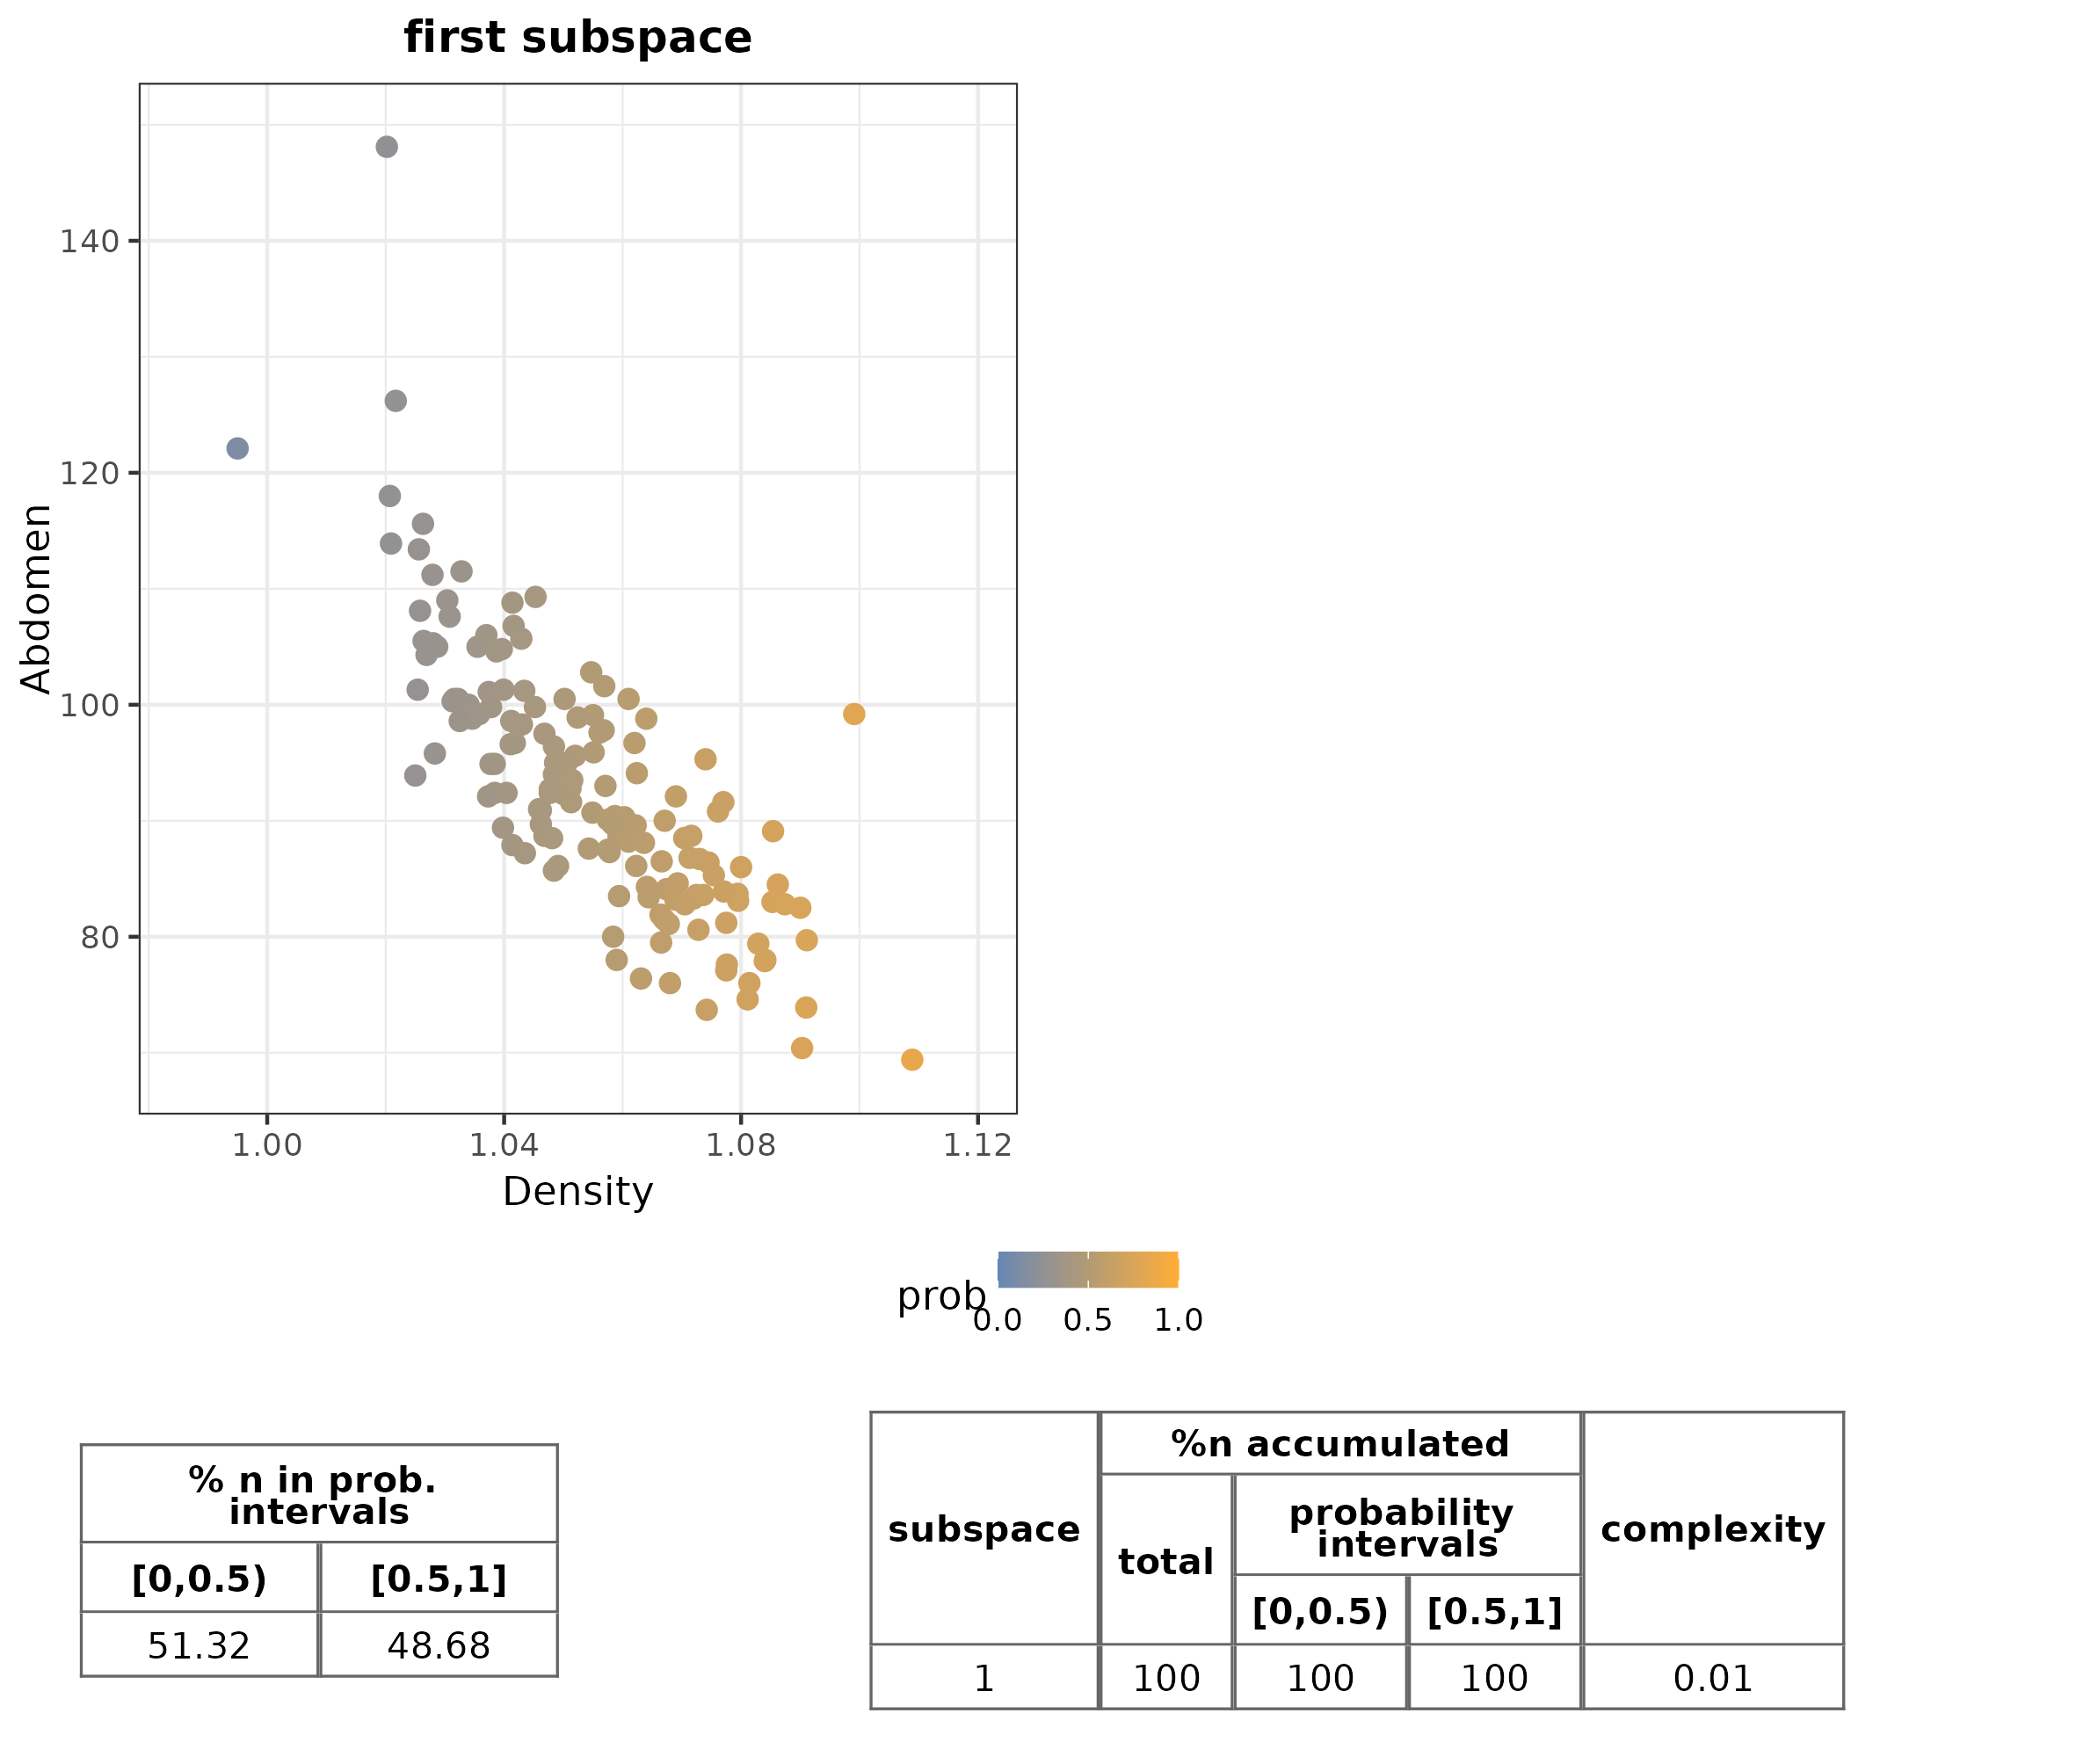 first subspace
Abdomen
140
120
100
80
1.00 1.04 1.08 1.12
Density
prob
0.0 0.5 1.0
% n in prob.
intervals
[0,0.5) [0.5,1]
51.32 48.68
subspace
%n accumulated
total
probability
intervals
[0,0.5) [0.5,1]
complexity
1 100 100 100 0.01